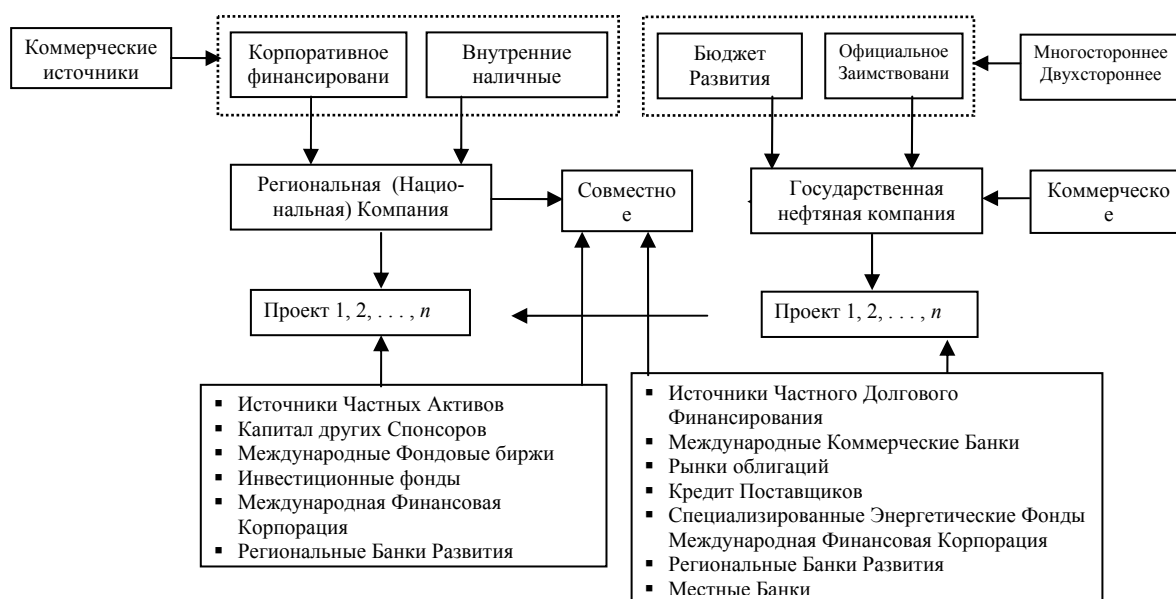 Коммерческие
источники
Корпоративное
финансировани
Внутренние
наличные
Бюджет
Развития
Официальное
Заимствовани
Многостороннее
Двухстороннее
Региональная (Нацио-
нальная) Компания
Совместно
е
Государственная
нефтяная компания
Коммерческо
е
Проект 1, 2, . . . , n
Проект 1, 2, . . . , n
▪ Источники Частных Активов
▪ Капитал других Спонсоров
▪ Международные Фондовые биржи
▪ Инвестиционные фонды
▪ Международная Финансовая
Корпорация
▪ Региональные Банки Развития
▪ Источники Частного Долгового
Финансирования
▪ Международные Коммерческие Банки
▪ Рынки облигаций
▪ Кредит Поставщиков
▪ Специализированные Энергетические Фонды
Международная Финансовая Корпорация
▪ Региональные Банки Развития
▪ Местные Банки